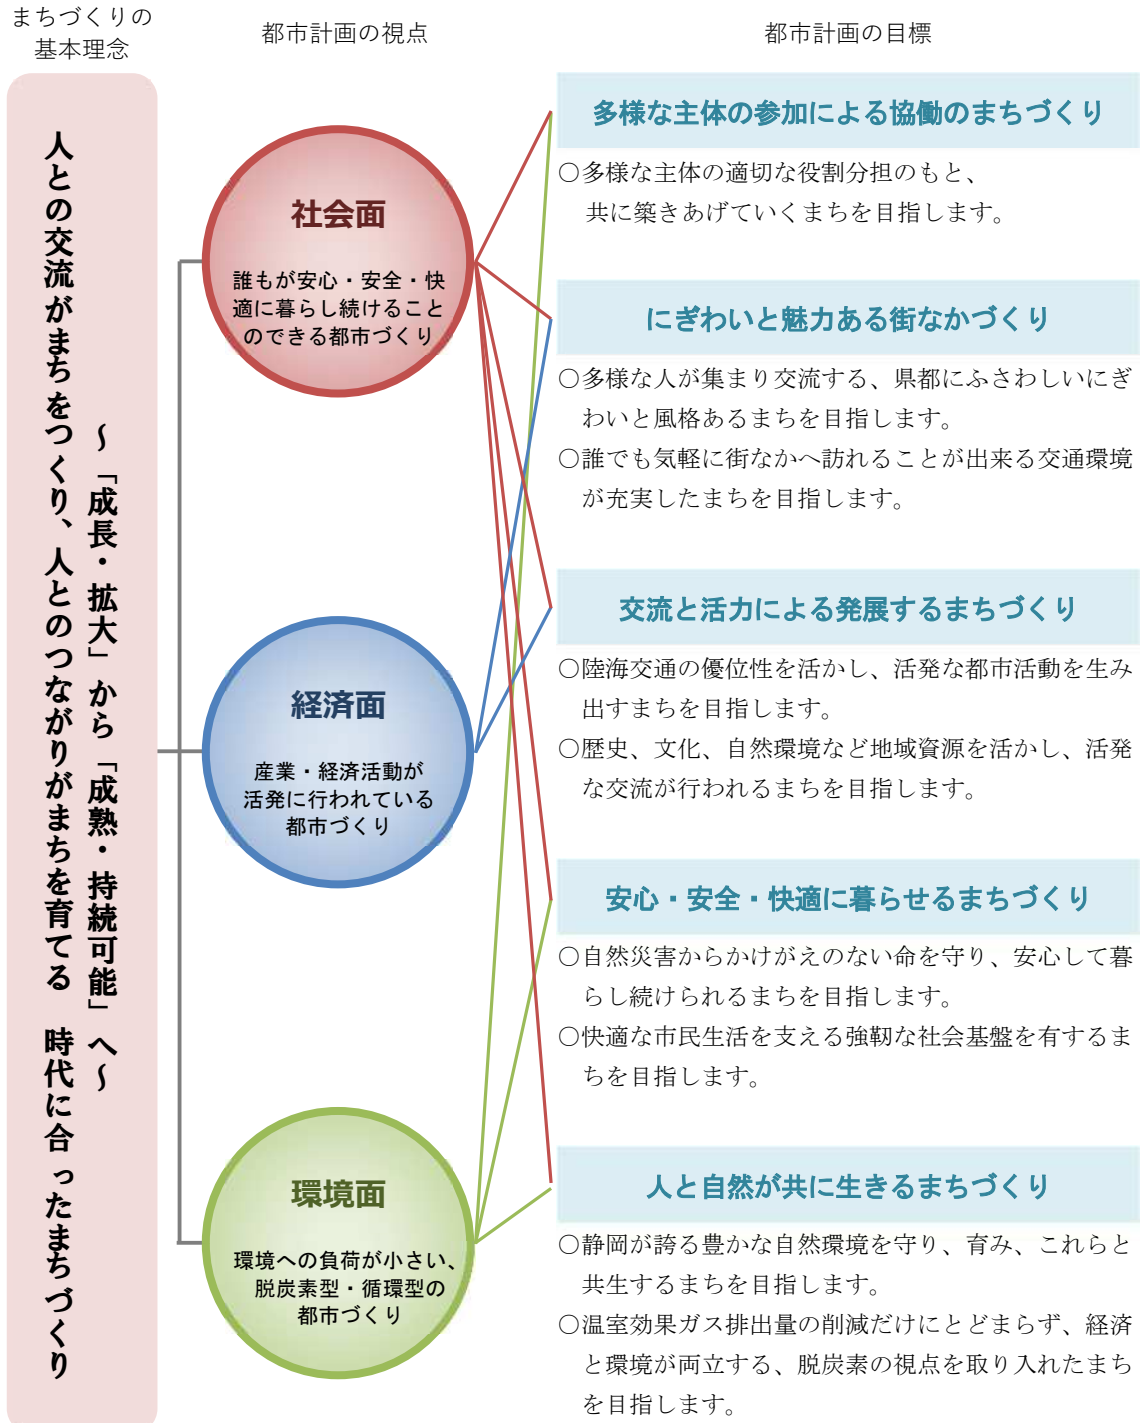 まちづくりの
基本理念
都市計画の視点
都市計画の目標
人との交流がまちをつくり、人とのつながりがまちを育てる　時代に合ったまちづくり
～「成長・拡大」から「成熟・持続可能」へ～
社会面
誰もが安心・安全・快
適に暮らし続けること
のできる都市づくり
経済面
産業・経済活動が
活発に行われている
都市づくり
環境面
環境への負荷が小さい、
脱炭素型・循環型の
都市づくり
多様な主体の参加による協働のまちづくり
○多様な主体の適切な役割分担のもと、
共に築きあげていくまちを目指します。
にぎわいと魅力ある街なかづくり
○多様な人が集まり交流する、県都にふさわしいにぎ
わいと風格あるまちを目指します。
○誰でも気軽に街なかへ訪れることが出来る交通環境
が充実したまちを目指します。
交流と活力による発展するまちづくり
○陸海交通の優位性を活かし、活発な都市活動を生み
出すまちを目指します。
○歴史、文化、自然環境など地域資源を活かし、活発
な交流が行われるまちを目指します。
安心・安全・快適に暮らせるまちづくり
○自然災害からかけがえのない命を守り、安心して暮
らし続けられるまちを目指します。
○快適な市民生活を支える強靭な社会基盤を有するま
ちを目指します。
人と自然が共に生きるまちづくり
○静岡が誇る豊かな自然環境を守り、育み、これらと
共生するまちを目指します。
○温室効果ガス排出量の削減だけにとどまらず、経済
と環境が両立する、脱炭素の視点を取り入れたまち
を目指します。